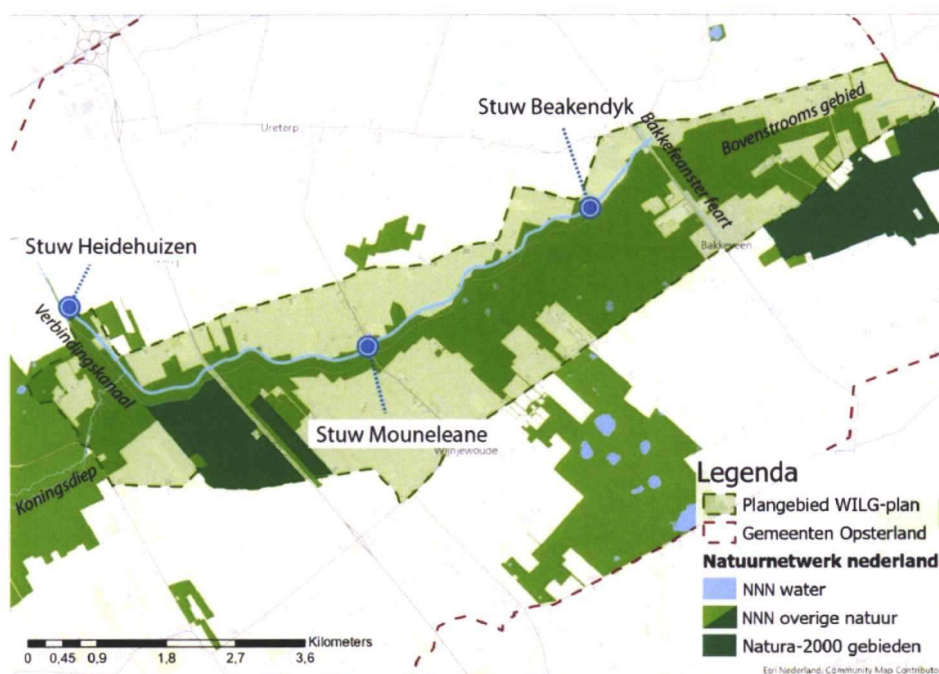 Stuw Beakendyk
Ureterp
Bakkefeanster feart
Bovenstrooms gebied
Stuw Heidehuizen
Bakkeveen
Verbindingskanaal
Stuw Mouneleane
Wijnjewoude
Koningsdiep
Legenda
Plangebied WILG-plan
Gemeenten Opsterland
Natuurnetwerk nederland
NNN water
NNN overige natuur
Natura-2000 gebieden
Kilometers
0 0,45 0,9 1,8 2,7 3,6
Esri Nederland, Community Map Contributo